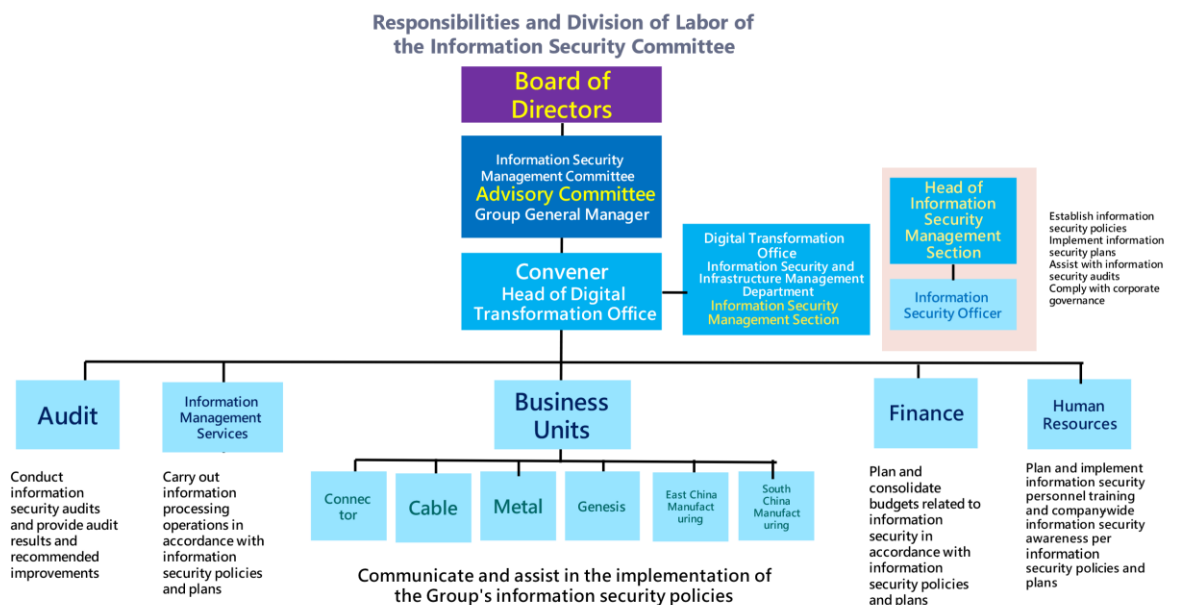 Responsibilities and Division of Labor of
the Information Security Committee
Board of
Directors
Information Security
Management Committee
Advisory Committee
Group General Manager
Convener
Head of Digital
Transformation Office
Digital Transformation
Office
Information Security and
Infrastructure Management
Department
Information Security
Management Section
Head of
Information
Security
Management
Section
Information
Security Officer
Establish information
security policies
Implement information
security plans
Assist with information
security audits
Comply with corporate
governance
Audit
Conduct
information
security audits
and provide audit
results and
recommended
improvements
Information
Management
Services
Carry out
information
processing
operations in
accordance with
information
security policies
and plans
Business
Units
Connec
tor
Cable
Metal
Genesis
East China
Manufact
uring
South
China
Manufact
uring
Communicate and assist in the implementation of
the Group's information security policies
Finance
Plan and
consolidate
budgets related to
information
security in
accordance with
information
security policies
and plans
Human
Resources
Plan and implement
information security
personnel training
and companywide
information security
awareness per
information
security policies and
plans